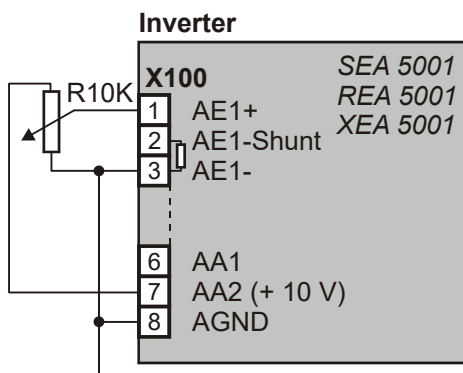 Inverter
SEA 5001
REA 5001
XEA 5001
X100
R10K
1 AE1+
2 AE1-Shunt
3 AE1-
6 AA1
7 AA2 (+ 10 V)
8 AGND